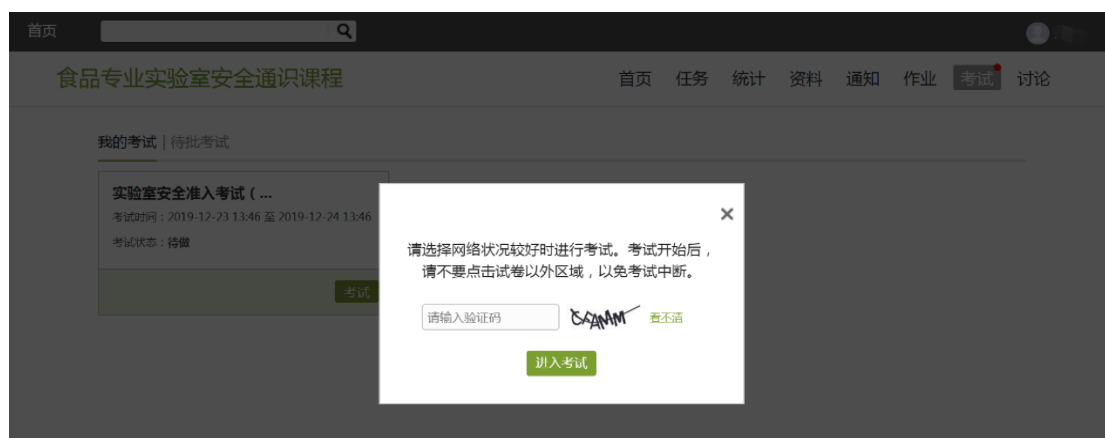 首页
食品专业实验室安全通识课程
首页 任务 统计 资料 通知 作业 考试 讨论
我的考试 | 待批考试
实验室安全准入考试 ( ...
考试时间：2019-12-23 13:46 至 2019-12-24 13:46
考试状态：待做
考试
×
请选择网络状况较好时进行考试。考试开始后，
请不要点击试卷以外区域，以免考试中断。
请输入验证码 看不清
进入考试